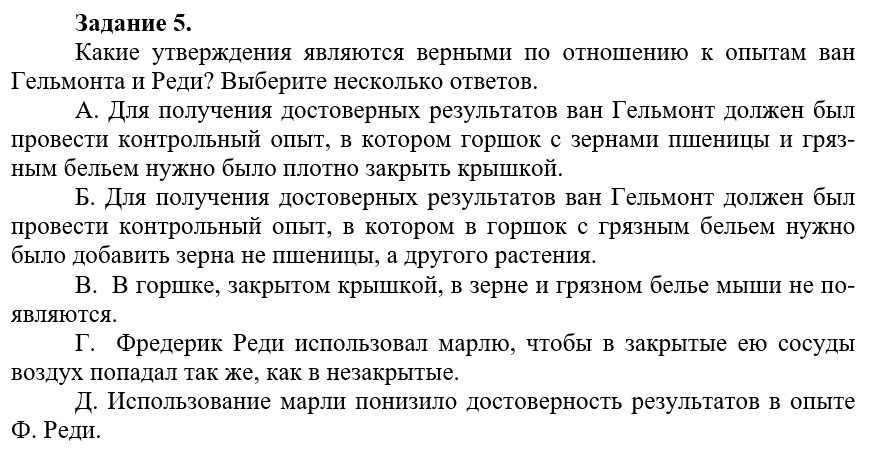 Задание 5.
Какие утверждения являются верными по отношению к опытам ван
Гельмонта и Реди? Выберите несколько ответов.
А. Для получения достоверных результатов ван Гельмонт должен был
провести контрольный опыт, в котором горшок с зернами пшеницы и гряз-
ным бельем нужно было плотно закрыть крышкой.
Б. Для получения достоверных результатов ван Гельмонт должен был
провести контрольный опыт, в котором в горшок с грязным бельем нужно
было добавить зерна не пшеницы, а другого растения.
В. В горшке, закрытом крышкой, в зерне и грязном белье мыши не по-
являются.
Г. Фредерик Реди использовал марлю, чтобы в закрытые ею сосуды
воздух попадал так же, как в незакрытые.
Д. Использование марли понизило достоверность результатов в опыте
Ф. Реди.